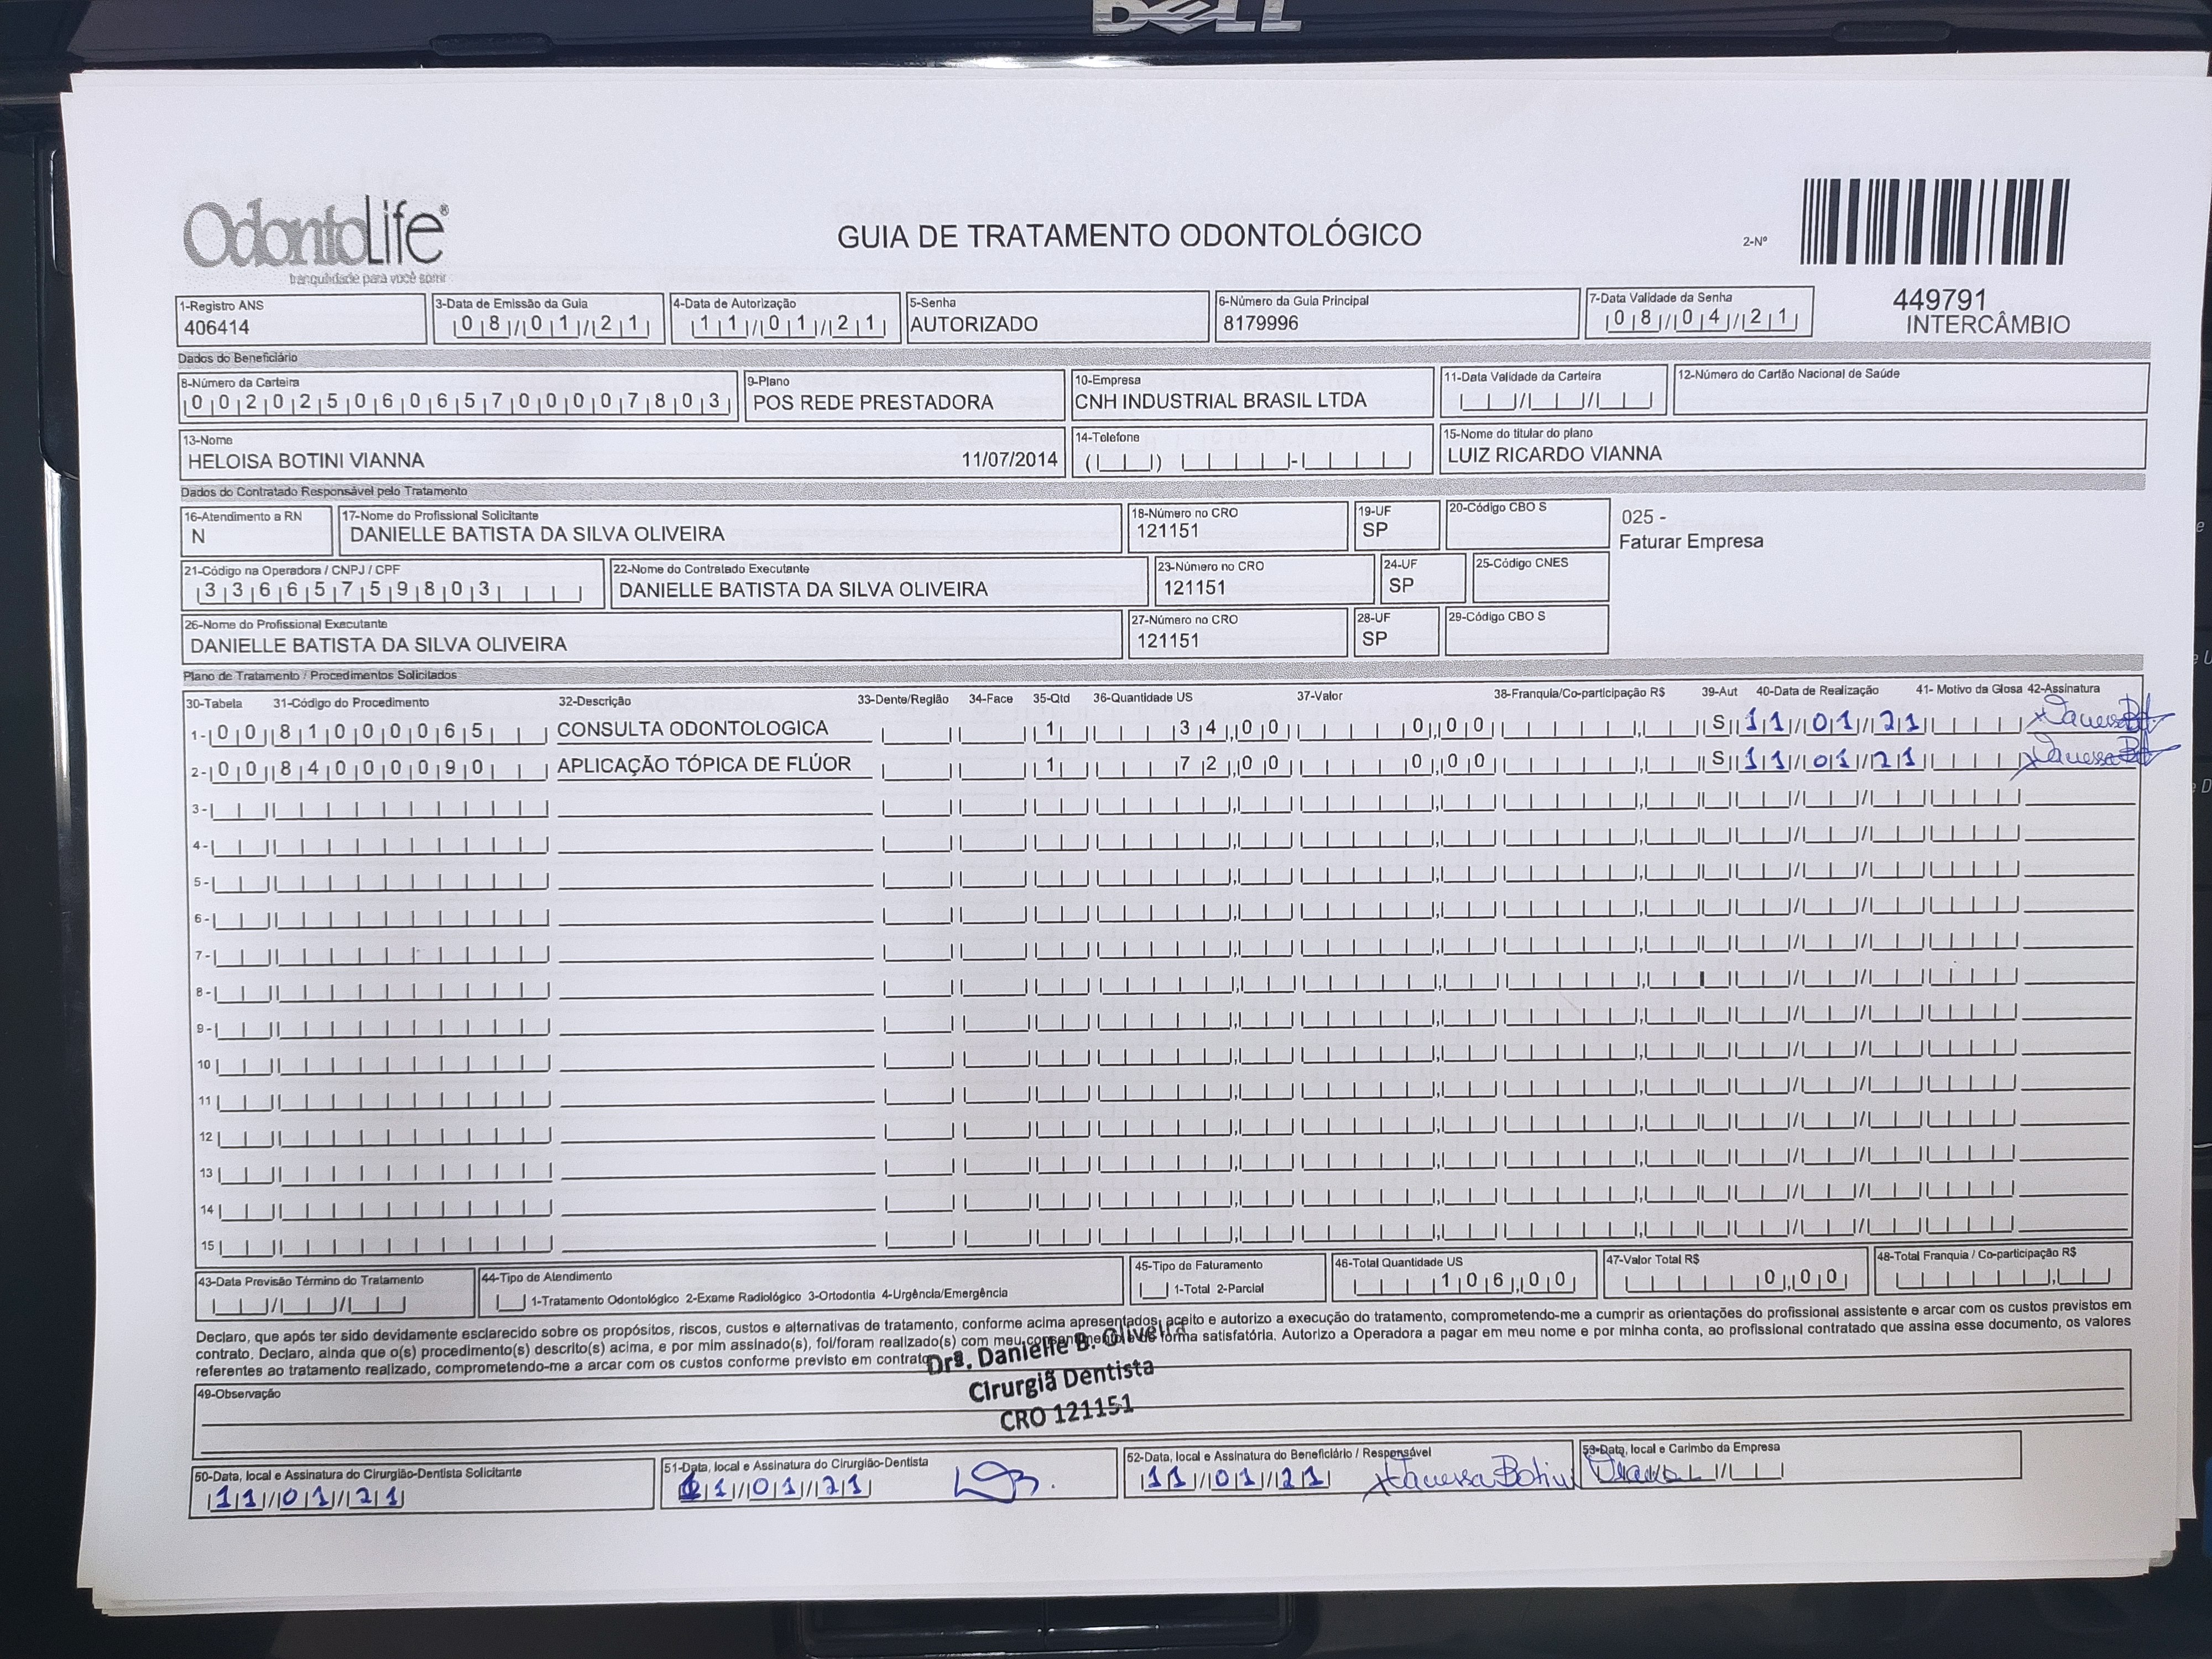 DELL
OdontoLife®
tranquilidade para você sorrir
GUIA DE TRATAMENTO ODONTOLÓGICO
2-Nº
449791
INTERCÂMBIO
1-Registro ANS
406414
3-Data de Emissão da Guia
08/01/21
4-Data de Autorização
11/01/21
5-Senha
AUTORIZADO
6-Número da Guia Principal
8179996
7-Data Validade da Senha
08/04/21
Dados do Beneficiário
8-Número da Carteira
00202506065700007803
9-Plano
POS REDE PRESTADORA
10-Empresa
CNH INDUSTRIAL BRASIL LTDA
11-Data Validade da Carteira
12-Número do Cartão Nacional de Saúde
13-Nome
HELOISA BOTINI VIANNA 11/07/2014
14-Telefone
15-Nome do titular do plano
LUIZ RICARDO VIANNA
Dados do Contratado Responsável pelo Tratamento
16-Atendimento a RN
N
17-Nome do Profissional Solicitante
DANIELLE BATISTA DA SILVA OLIVEIRA
18-Número no CRO
121151
19-UF
SP
20-Código CBO S
025 -
Faturar Empresa
21-Código na Operadora / CNPJ / CPF
33665759803
22-Nome do Contratado Executante
DANIELLE BATISTA DA SILVA OLIVEIRA
23-Número no CRO
121151
24-UF
SP
25-Código CNES
26-Nome do Profissional Executante
DANIELLE BATISTA DA SILVA OLIVEIRA
27-Número no CRO
121151
28-UF
SP
29-Código CBO S
Plano de Tratamento / Procedimentos Solicitados
30-Tabela 31-Código do Procedimento 32-Descrição 33-Dente/Região 34-Face 35-Qtd 36-Quantidade US 37-Valor 38-Franquia/Co-participação R$ 39-Aut 40-Data de Realização 41- Motivo da Glosa 42-Assinatura
1- 00 81000065 CONSULTA ODONTOLOGICA 1 34,00 0,00 S 11/01/21 Vanessa
2- 00 84000090 APLICAÇÃO TÓPICA DE FLÚOR 1 72,00 0,00 S 11/01/21 Vanessa
3-
4-
5-
6-
7-
8-
9-
10
11
12
13
14
15
43-Data Previsão Término do Tratamento
44-Tipo de Atendimento
1-Tratamento Odontológico 2-Exame Radiológico 3-Ortodontia 4-Urgência/Emergência
45-Tipo de Faturamento
1-Total 2-Parcial
46-Total Quantidade US
106,00
47-Valor Total R$
0,00
48-Total Franquia / Co-participação R$
Declaro, que após ter sido devidamente esclarecido sobre os propósitos, riscos, custos e alternativas de tratamento, conforme acima apresentados, aceito e autorizo a execução do tratamento, comprometendo-me a cumprir as orientações do profissional assistente e arcar com os custos previstos em
contrato. Declaro, ainda que o(s) procedimento(s) descrito(s) acima, e por mim assinado(s), foi/foram realizado(s) com meu consentimento e de forma satisfatória. Autorizo a Operadora a pagar em meu nome e por minha conta, ao profissional contratado que assina esse documento, os valores
referentes ao tratamento realizado, comprometendo-me a arcar com os custos conforme previsto em contrato.
Drª. Danielle B. Oliveira
Cirurgiã Dentista
CRO 121151
49-Observação
50-Data, local e Assinatura do Cirurgião-Dentista Solicitante
11/01/21
51-Data, local e Assinatura do Cirurgião-Dentista
11/01/21
52-Data, local e Assinatura do Beneficiário / Responsável
11/01/21 Vanessa Botini
53-Data, local e Carimbo da Empresa